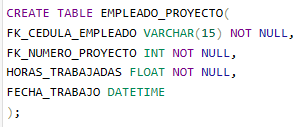 CREATE TABLE EMPLEADO_PROYECTO(
FK_CEDULA_EMPLEADO VARCHAR(15) NOT NULL,
FK_NUMERO_PROYECTO INT NOT NULL,
HORAS_TRABAJADAS FLOAT NOT NULL,
FECHA_TRABAJO DATETIME
);